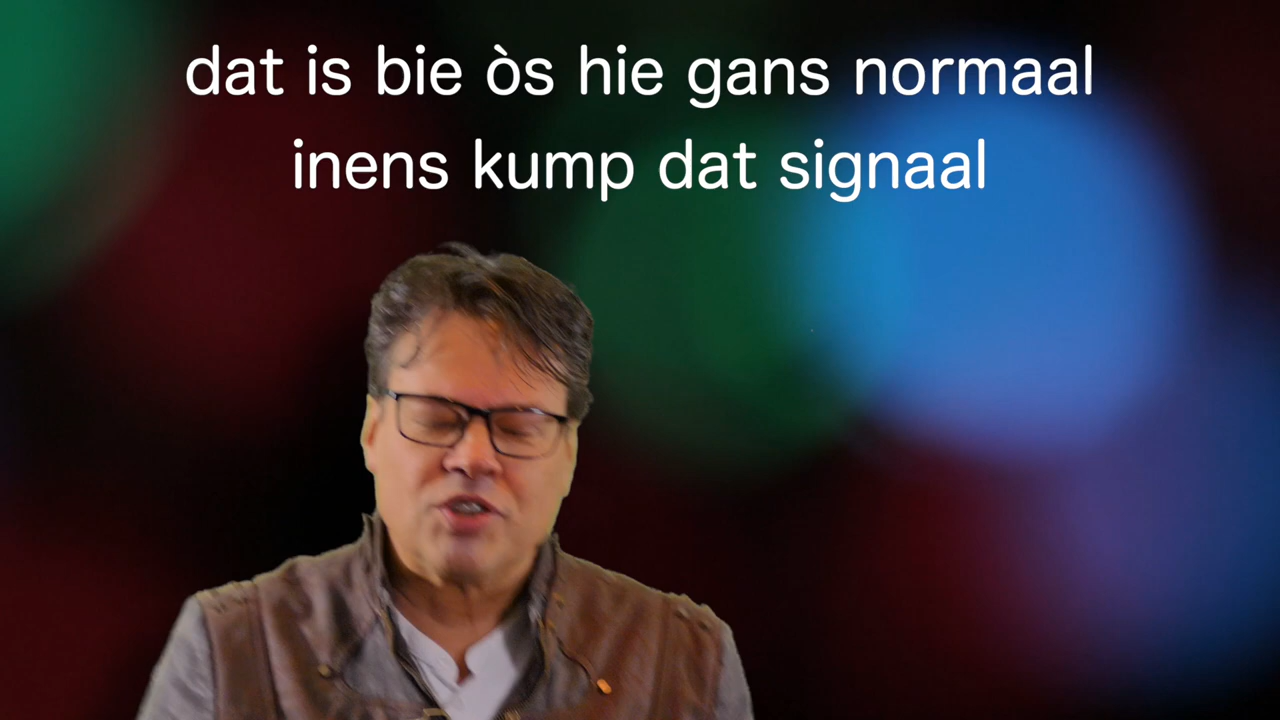 dat is bie òs hie gans normaal
inens kump dat signaal